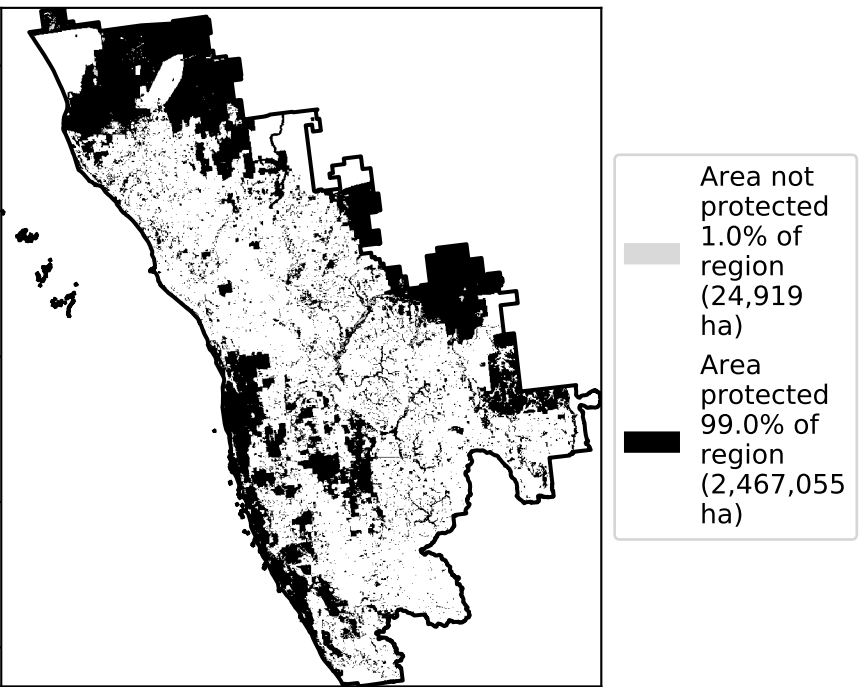 Area not
protected
1.0% of
region
(24,919
ha)
Area
protected
99.0% of
region
(2,467,055
ha)